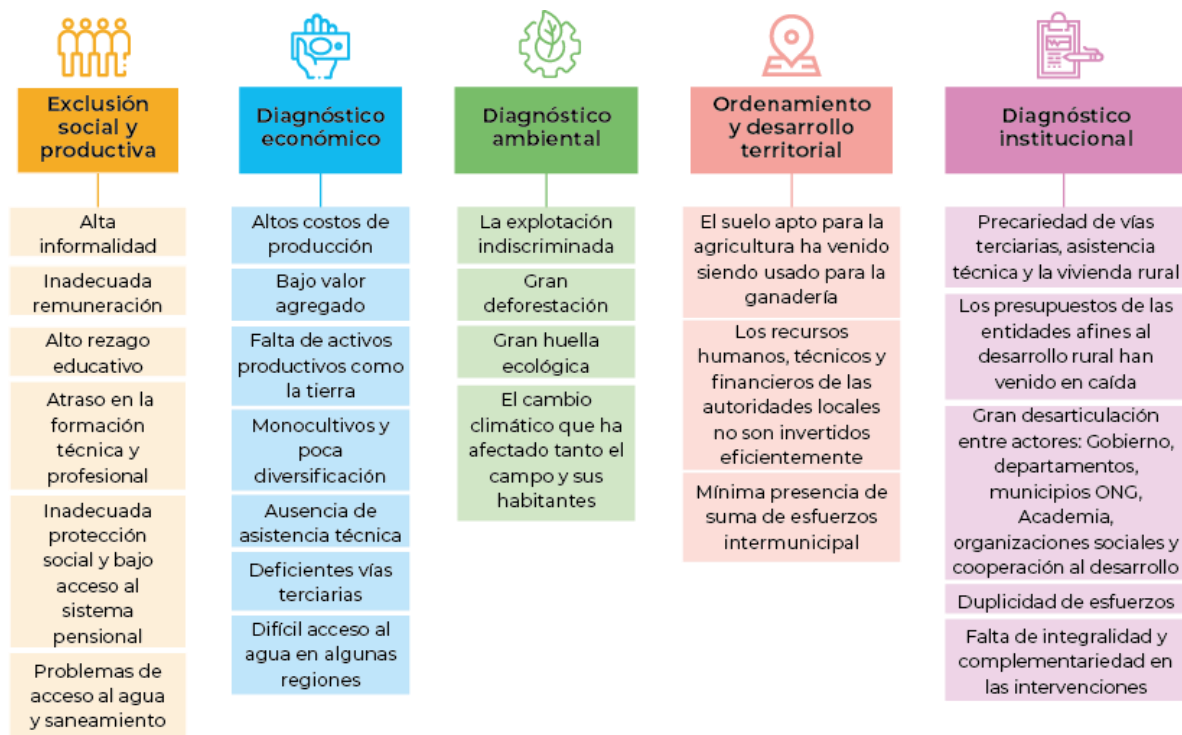 Exclusión
social y
productiva
Alta
informalidad
Inadecuada
remuneración
Alto rezago
educativo
Atraso en la
formación
técnica y
profesional
Inadecuada
protección
social y bajo
acceso al
sistema
pensional
Problemas de
acceso al agua
y saneamiento
Diagnóstico
económico
Altos costos de
producción
Bajo valor
agregado
Falta de activos
productivos como
la tierra
Monocultivos y
poca
diversificación
Ausencia de
asistencia técnica
Deficientes vías
terciarias
Difícil acceso al
agua en algunas
regiones
Diagnóstico
ambiental
La explotación
indiscriminada
Gran
deforestación
Gran huella
ecológica
El cambio
climático que ha
afectado tanto el
campo y sus
habitantes
Ordenamiento
y desarrollo
territorial
El suelo apto para la
agricultura ha venido
siendo usado para la
ganadería
Los recursos
humanos, técnicos y
financieros de las
autoridades locales
no son invertidos
eficientemente
Mínima presencia de
suma de esfuerzos
intermunicipal
Diagnóstico
institucional
Precariedad de vías
terciarias, asistencia
técnica y la vivienda rural
Los presupuestos de las
entidades afines al
desarrollo rural han
venido en caída
Gran desarticulación
entre actores: Gobierno,
departamentos,
municipios ONG,
Academia,
organizaciones sociales y
cooperación al desarrollo
Duplicidad de esfuerzos
Falta de integralidad y
complementariedad en
las intervenciones